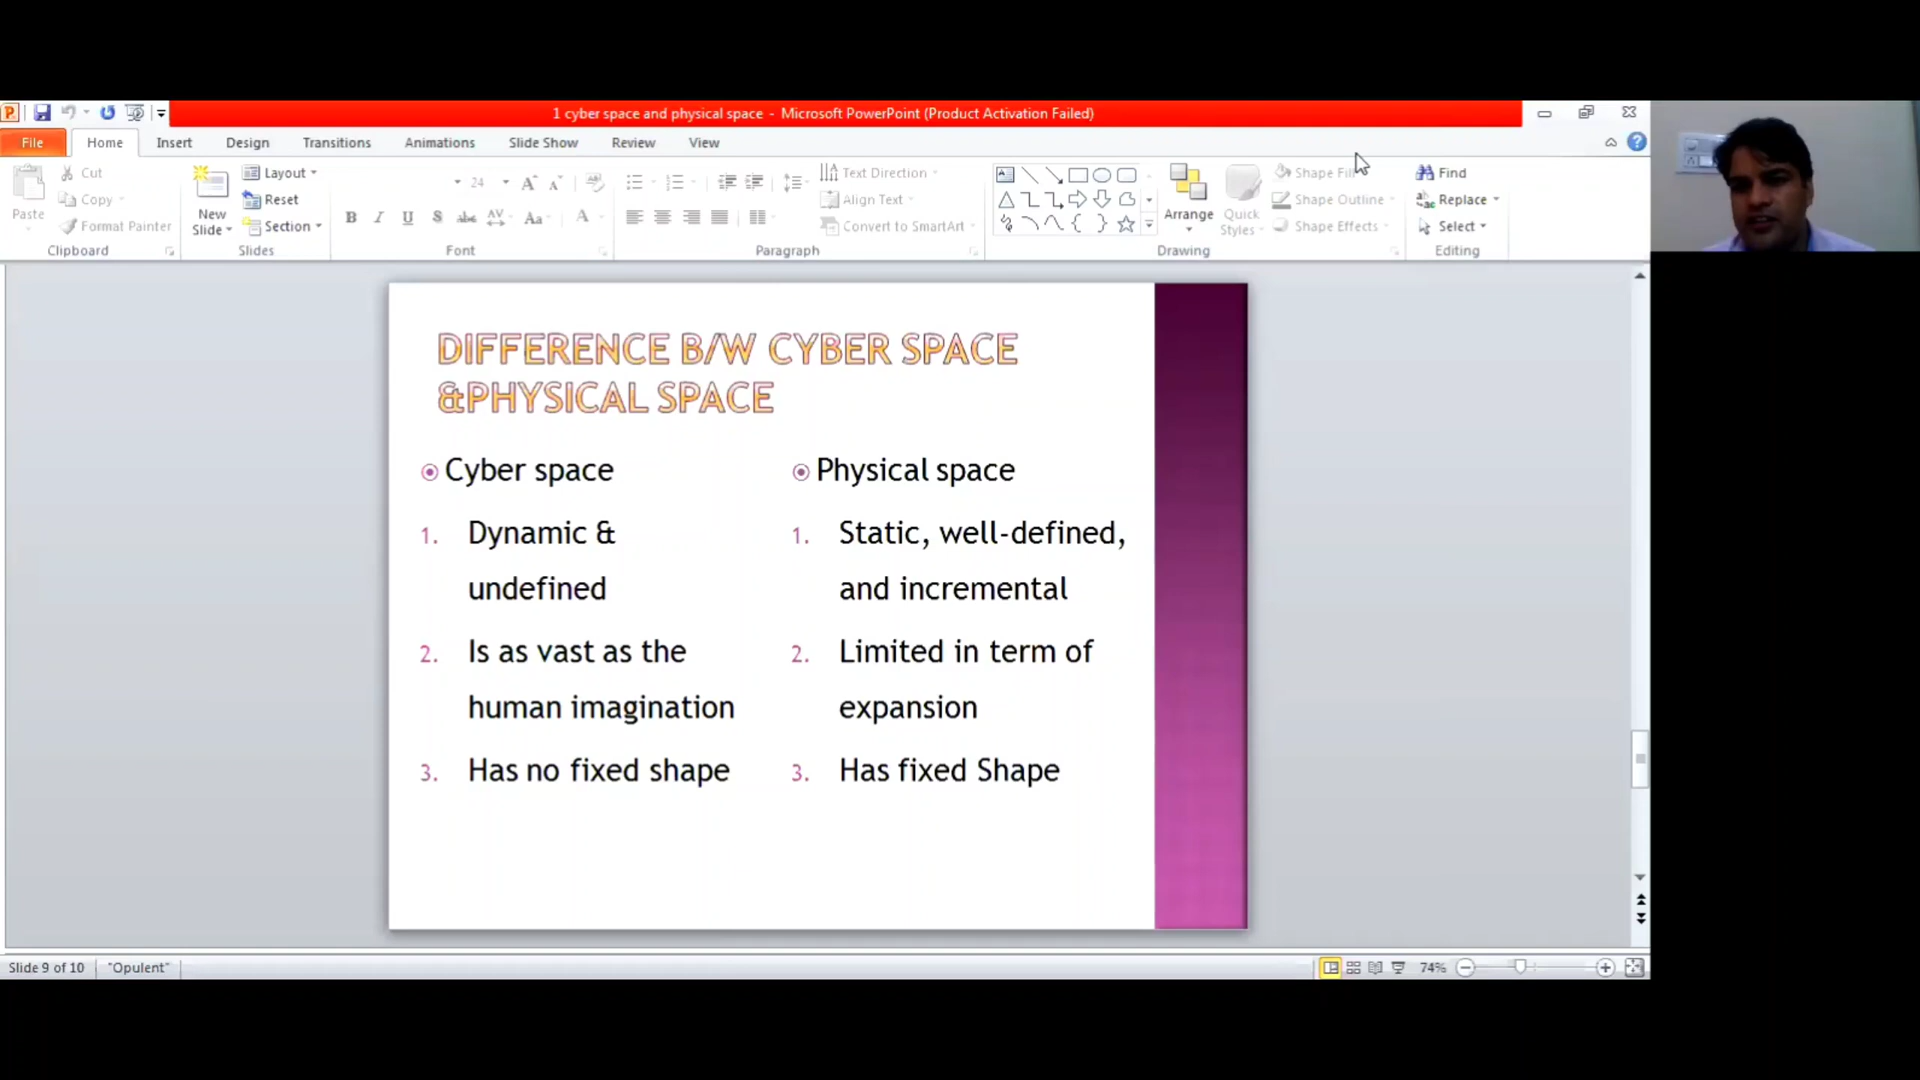 1 cyber space and physical space - Microsoft PowerPoint (Product Activation Failed)
File Home Insert Design Transitions Animations Slide Show Review View
Paste
Cut
Copy
Format Painter
Clipboard
New Slide
Layout
Reset
Section
Slides
24
Font
Paragraph
Text Direction
Align Text
Convert to SmartArt
Arrange
Quick Styles
Shape Fill
Shape Outline
Shape Effects
Drawing
Find
Replace
Select
Editing
DIFFERENCE B/W CYBER SPACE
&PHYSICAL SPACE
Cyber space
1. Dynamic &
undefined
2. Is as vast as the
human imagination
3. Has no fixed shape
Physical space
1. Static, well-defined,
and incremental
2. Limited in term of
expansion
3. Has fixed Shape
Slide 9 of 10 "Opulent" 74%